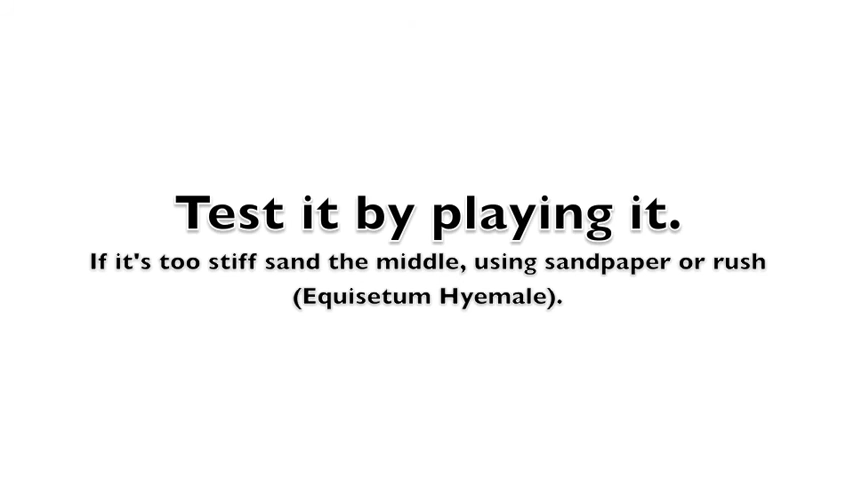 Test it by playing it.
If it's too stiff sand the middle, using sandpaper or rush
(Equisetum Hyemale).